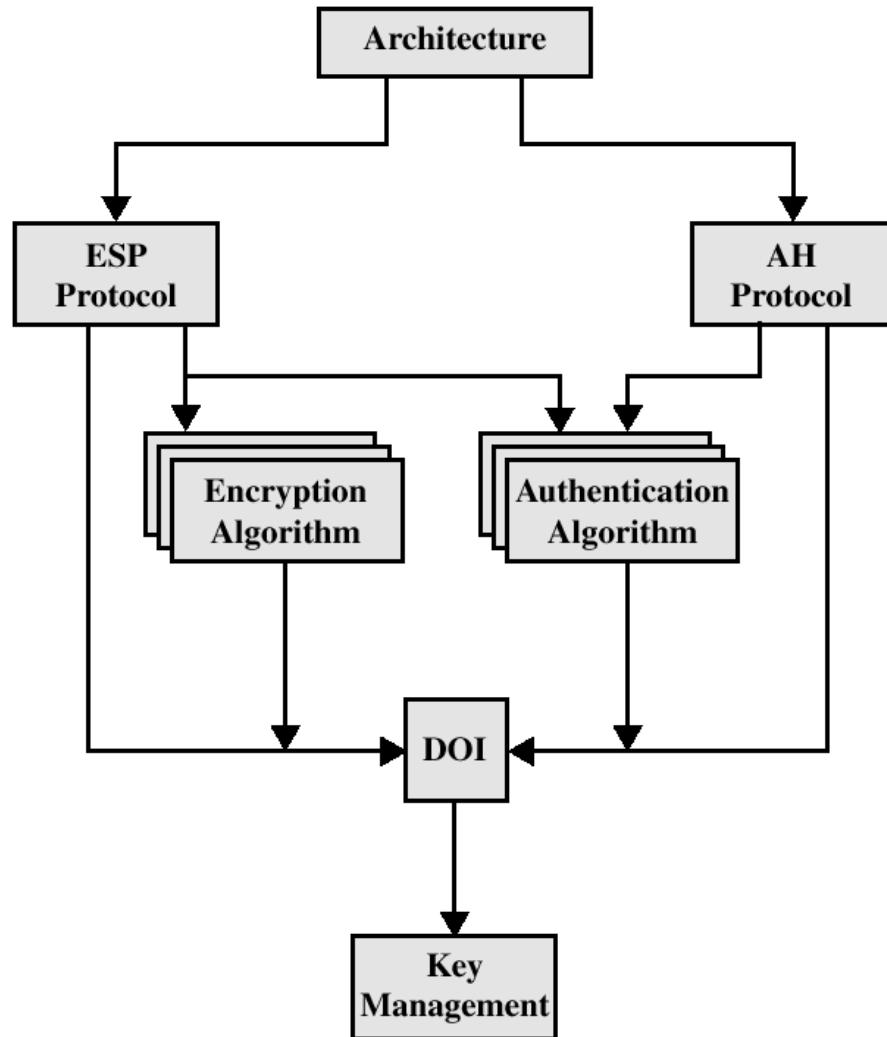 Architecture
ESP
Protocol
AH
Protocol
Encryption
Algorithm
Authentication
Algorithm
DOI
Key
Management